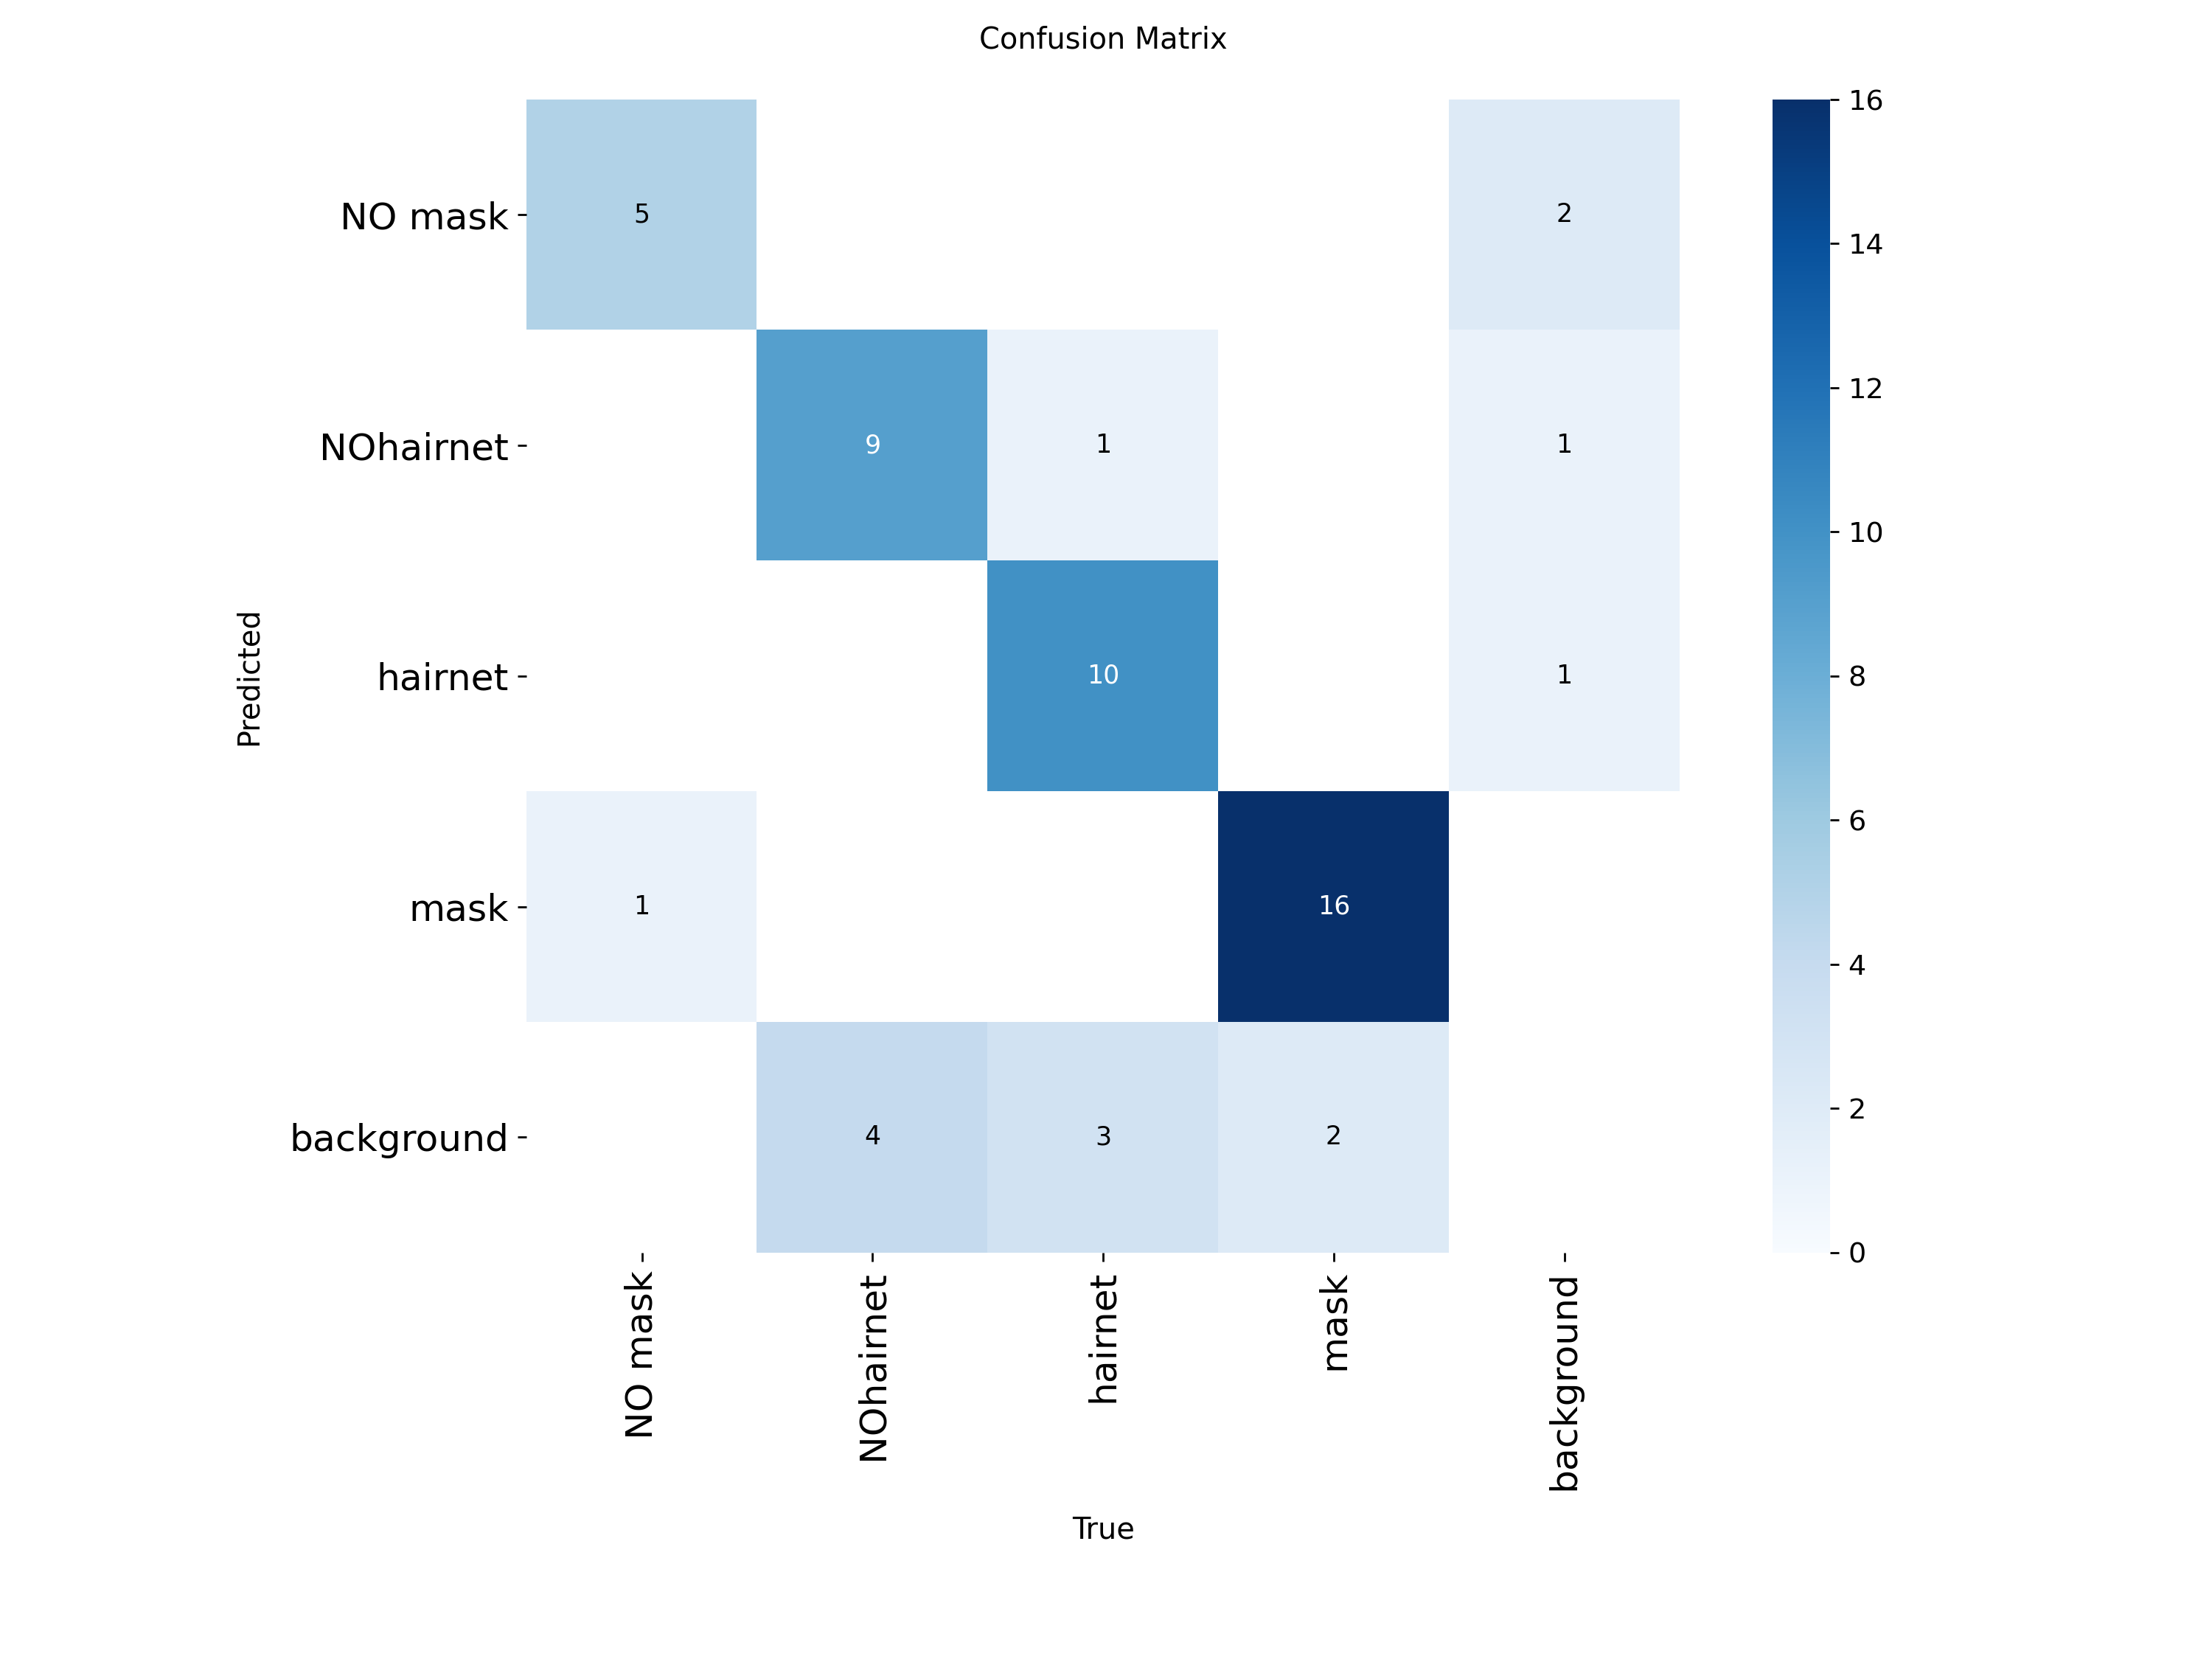 Confusion Matrix
NO mask
5
2
NOhairnet
9
1
1
hairnet
10
1
mask
1
16
background
4
3
2
Predicted
NO mask
NOhairnet
hairnet
mask
background
True
16
14
12
10
8
6
4
2
0